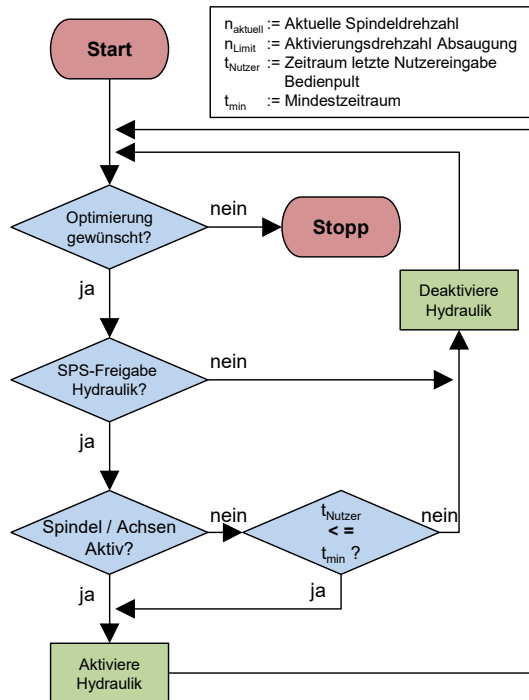 n_aktuell := Aktuelle Spindeldrehzahl
n_Limit := Aktivierungsdrehzahl Absaugung
t_Nutzer := Zeitraum letzte Nutzereingabe
Bedienpult
t_min := Mindestzeitraum
Start
Optimierung
gewünscht?
nein
Stopp
ja
Deaktiviere
Hydraulik
SPS-Freigabe
Hydraulik?
nein
ja
Spindel / Achsen
Aktiv?
nein
t_Nutzer
< =
t_min ?
nein
ja
ja
Aktiviere
Hydraulik